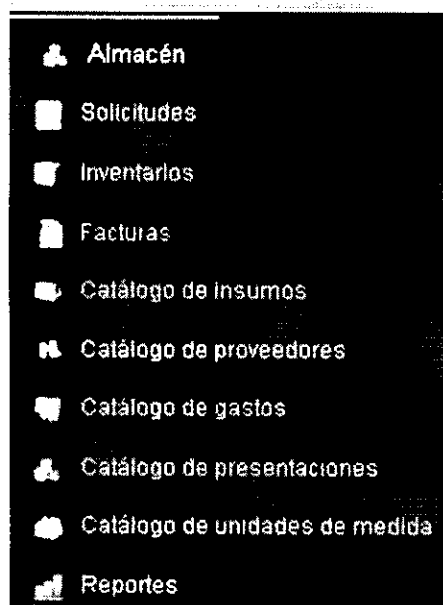 Almacén
Solicitudes
Inventarios
Facturas
Catálogo de insumos
Catálogo de proveedores
Catálogo de gastos
Catálogo de presentaciones
Catálogo de unidades de medida
Reportes